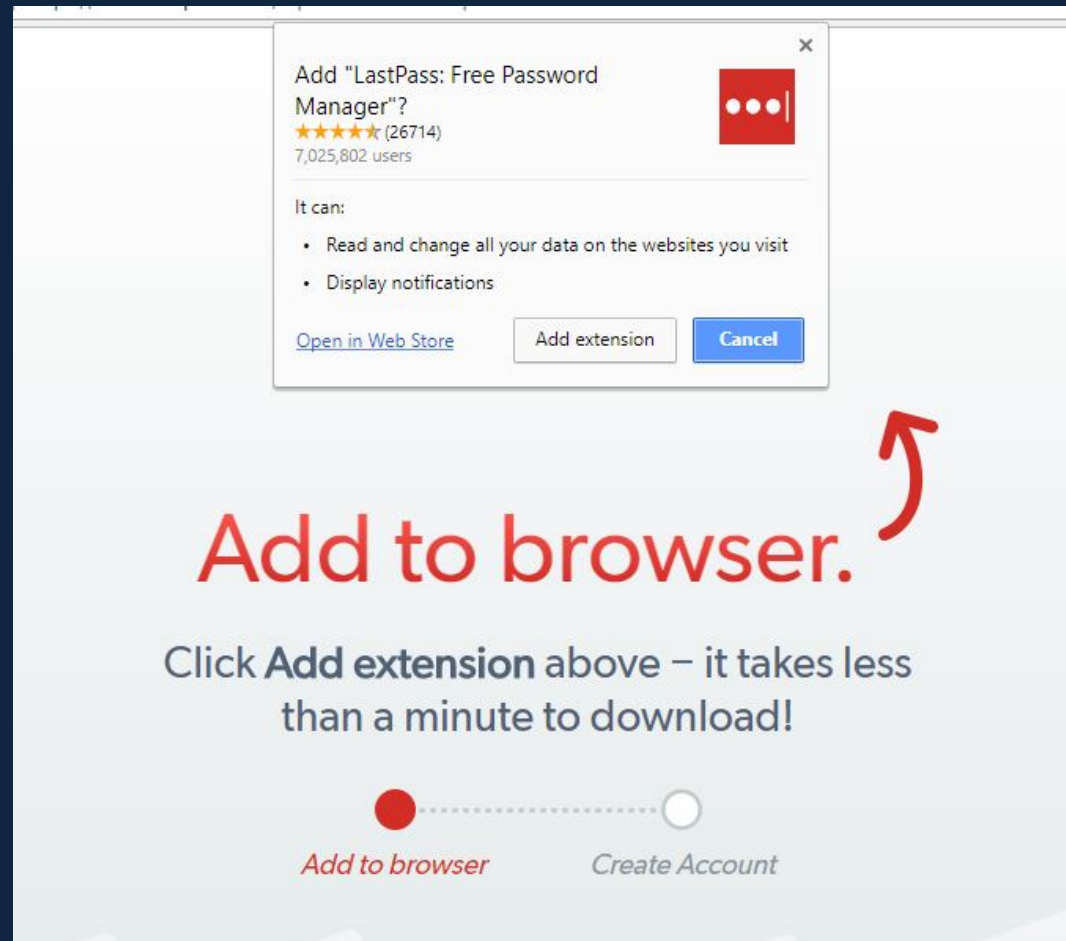 Add "LastPass: Free Password
Manager"?
(26714)
7,025,802 users
It can:
• Read and change all your data on the websites you visit
• Display notifications
Open in Web Store
Add extension
Cancel
Add to browser.
Click Add extension above – it takes less
than a minute to download!
Add to browser
Create Account